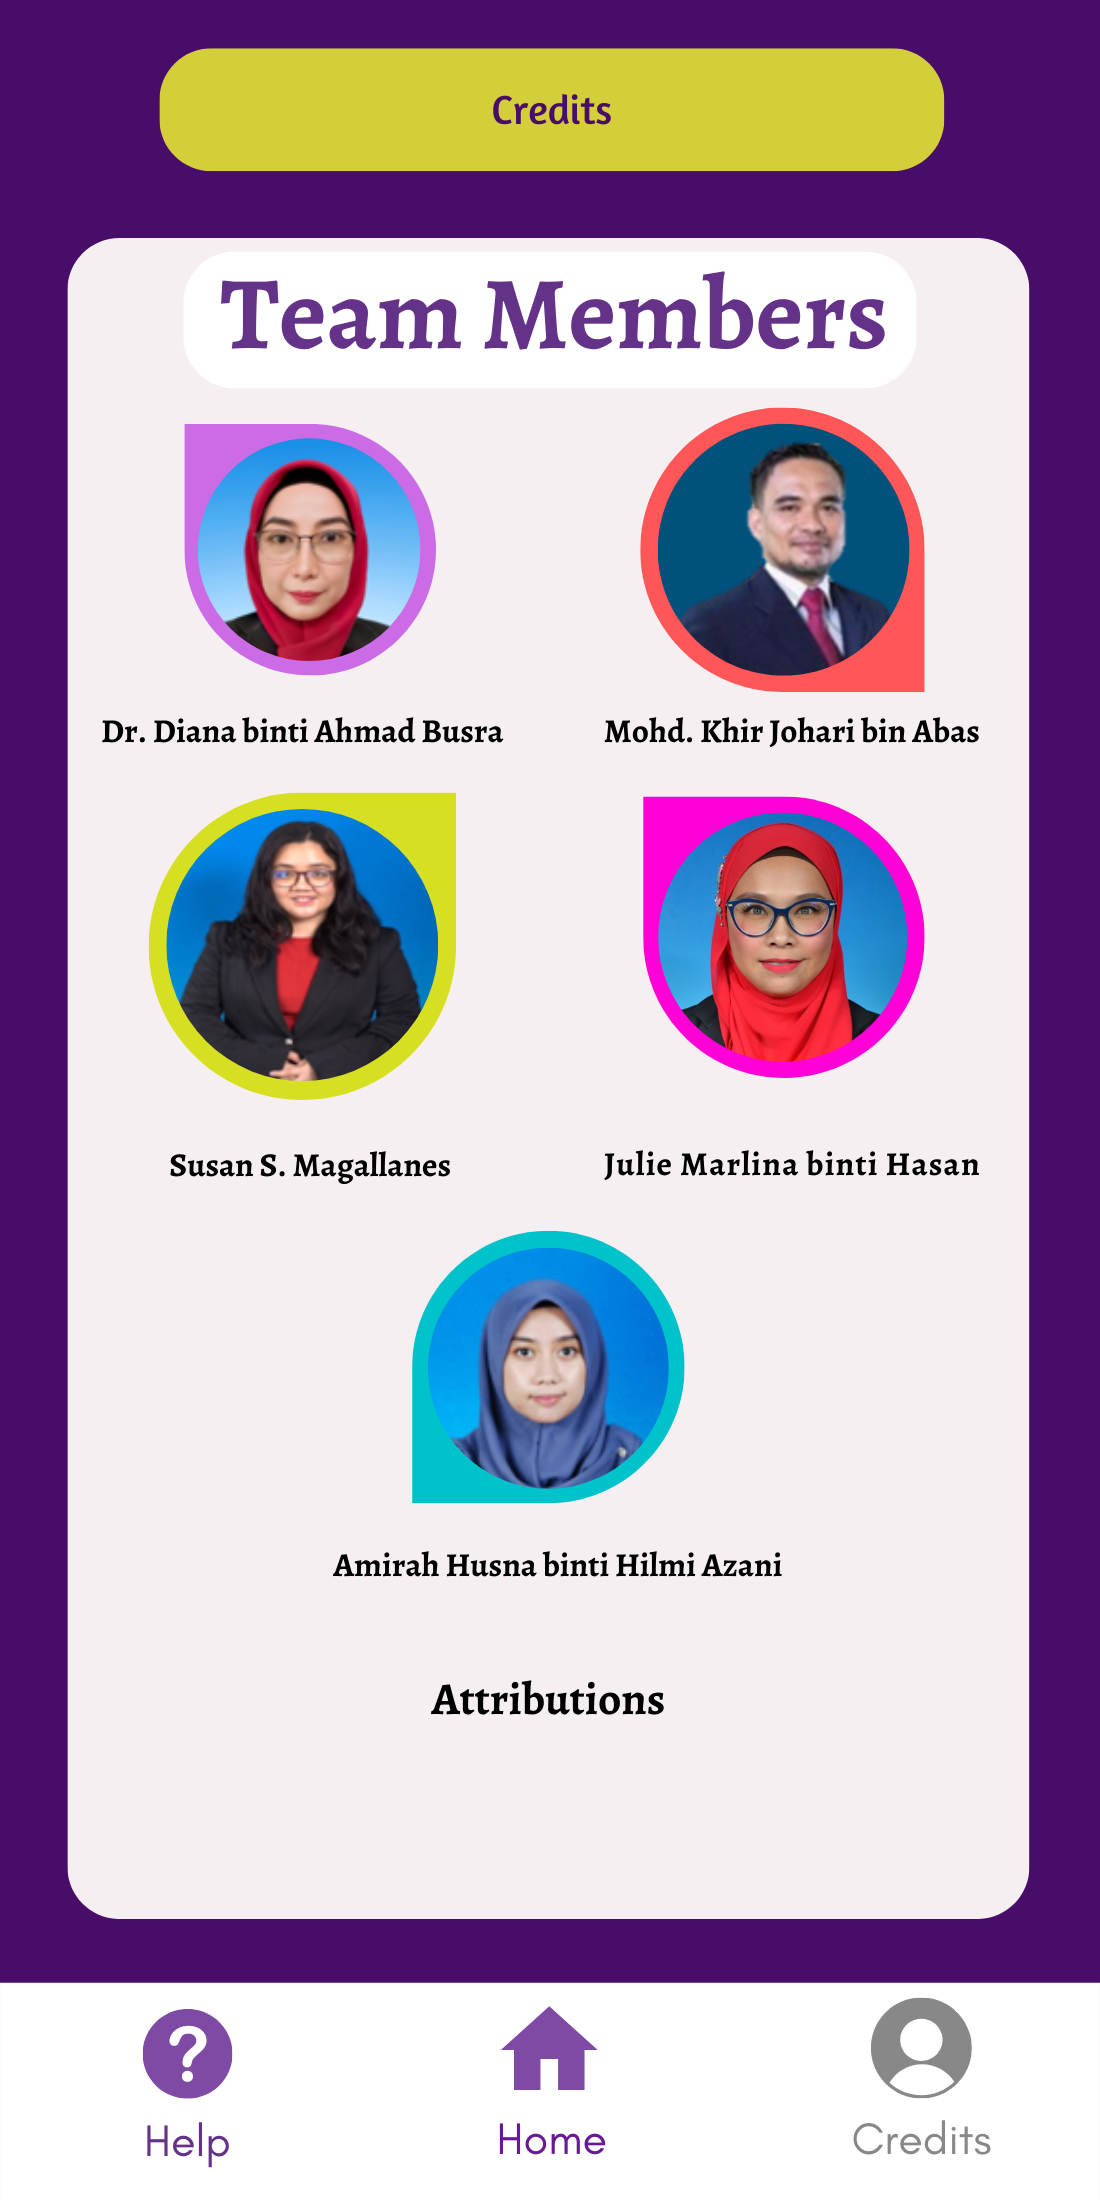 Credits
Team Members
Dr. Diana binti Ahmad Busra
Mohd. Khir Johari bin Abas
Susan S. Magallanes
Julie Marlina binti Hasan
Amirah Husna binti Hilmi Azani
Attributions
Help
Home
Credits